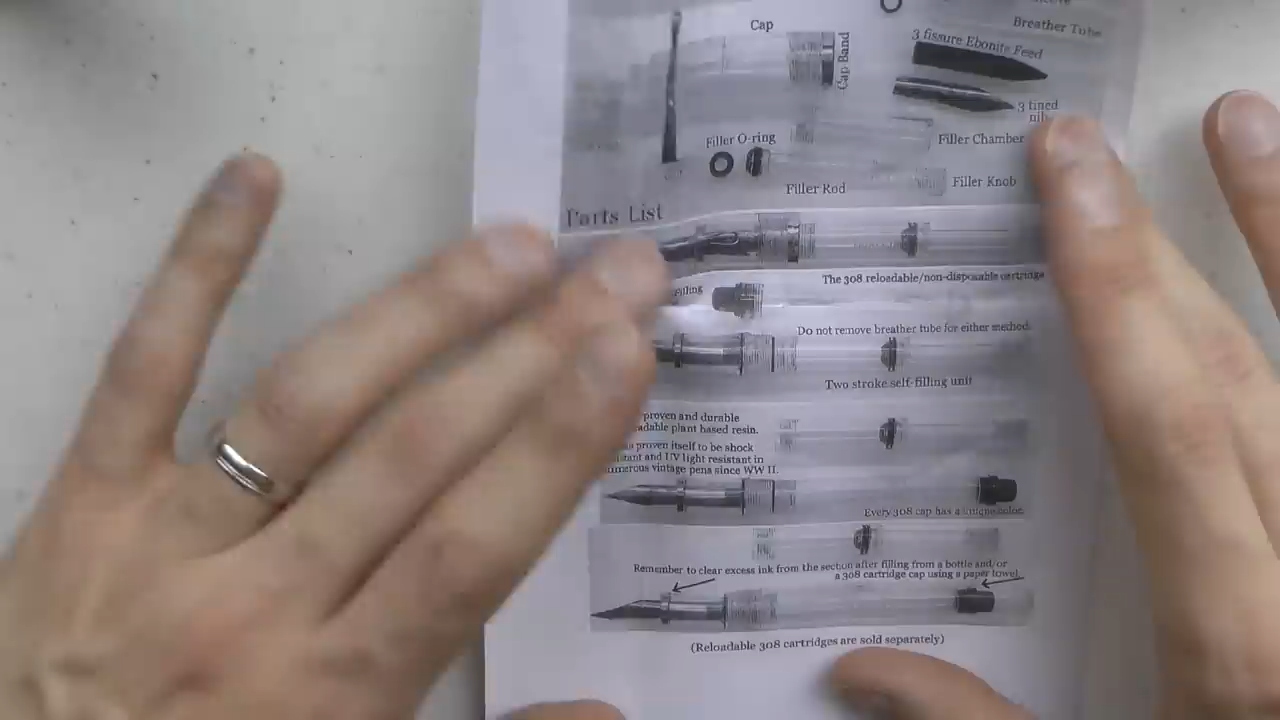 Breather Tube
Cap
Cap Band
3 fissure Ebonite Feed
3 tined
nib
Filler O-ring
Filler Chamber
Filler Rod
Filler Knob
Parts List
The 308 reloadable/non-disposable cartridge
Filling
Do not remove breather tube for either method.
Two stroke self-filling unit
proven and durable
plant based resin.
proven itself to be shock
and UV light resistant in
vintage pens since WW II.
Every 308 cap has a unique color.
Remember to clear excess ink from the section after filling from a bottle and/or
a 308 cartridge cap using a paper towel.
(Reloadable 308 cartridges are sold separately)